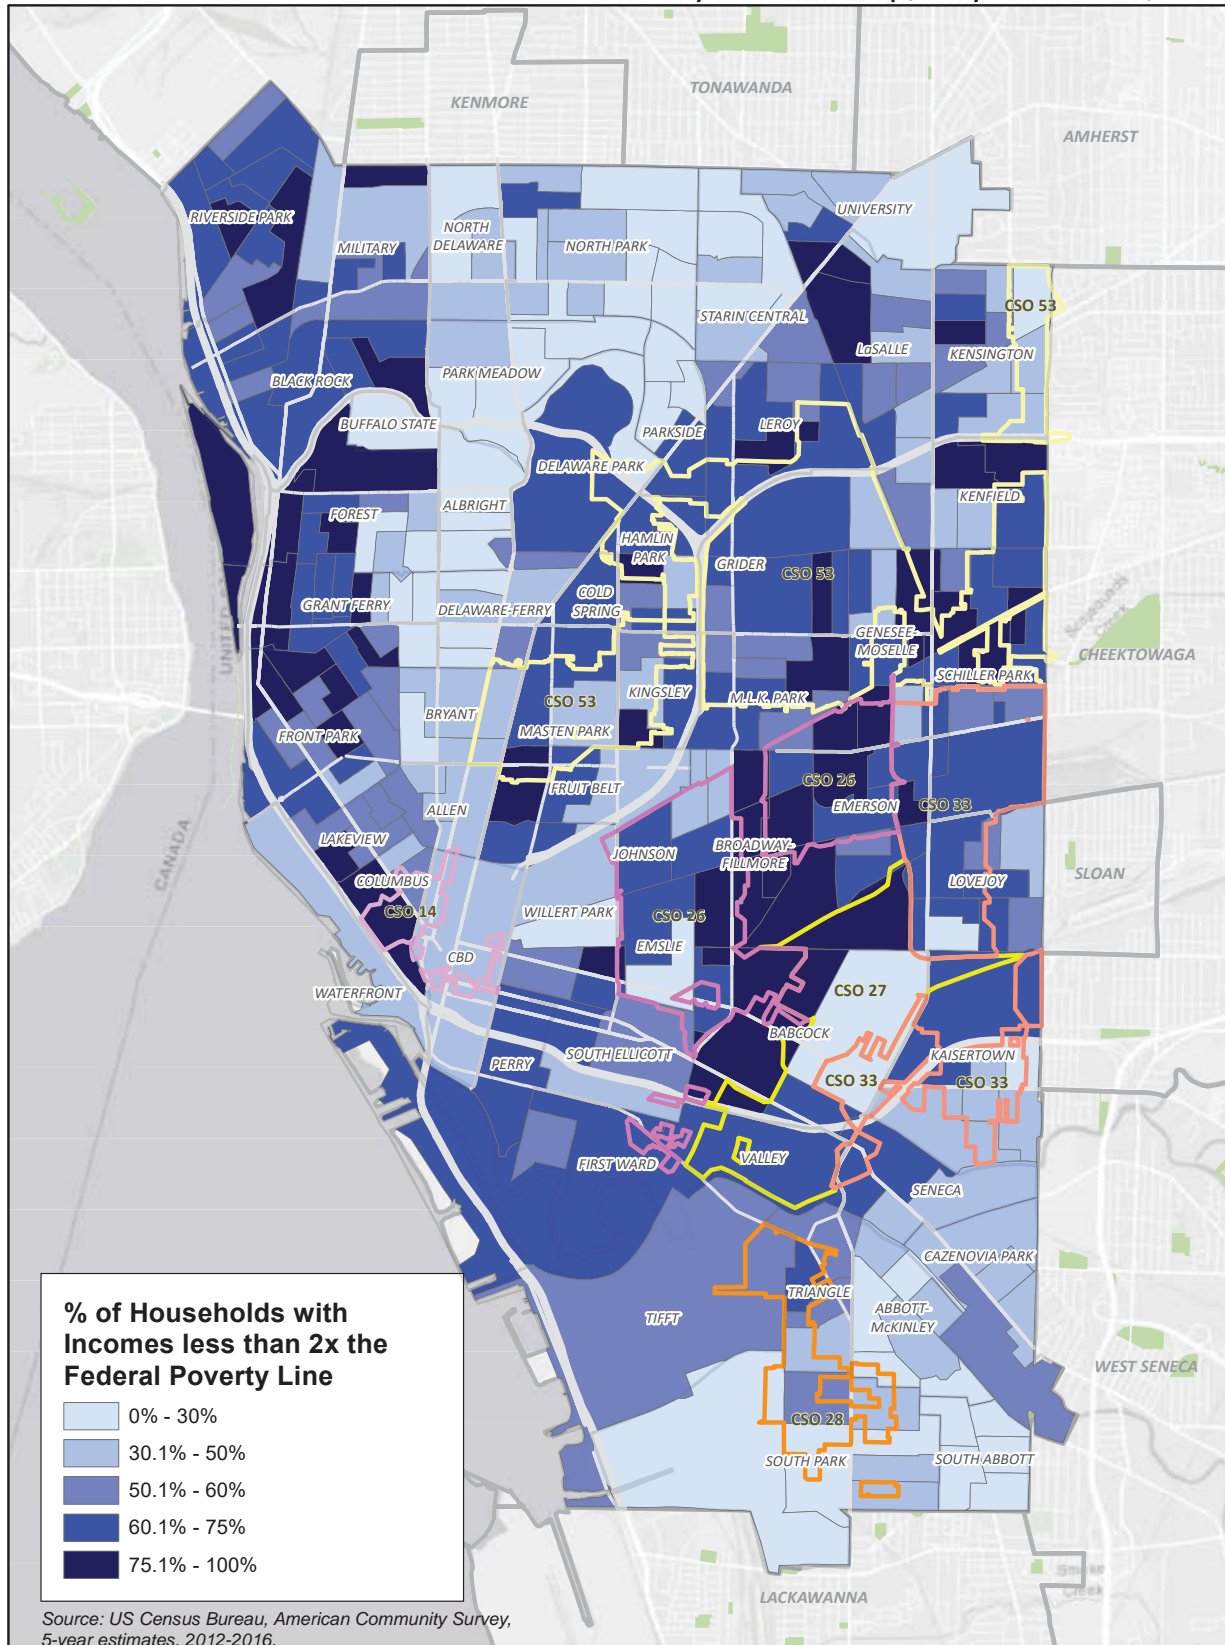 KENMORE
TONAWANDA
AMHERST
RIVERSIDE PARK
MILITARY
NORTH
DELAWARE
NORTH PARK
UNIVERSITY
STARIN CENTRAL
CSO 53
LaSALLE
KENSINGTON
BLACK ROCK
PARK MEADOW
BUFFALO STATE
PARKSIDE
LEROY
DELAWARE PARK
FOREST
ALBRIGHT
KENFIELD
HAMLIN
PARK
GRIDER
CSO 53
COLD
SPRING
GRANT FERRY
DELAWARE-FERRY
GENESEE-
MOSELLE
CHEEKTOWAGA
SCHILLER PARK
KINGSLEY
M.L.K. PARK
CSO 53
BRYANT
MASTEN PARK
FRONT PARK
FRUIT BELT
CSO 26
EMERSON
CSO 33
ALLEN
LAKEVIEW
JOHNSON
BROADWAY-
FILLMORE
CANADA
COLUMBUS
LOVEJOY
SLOAN
CSO 14
WILLERT PARK
CSO 26
EMSLIE
CBD
WATERFRONT
CSO 27
BABCOCK
PERRY
SOUTH ELLICOTT
KAISERTOWN
CSO 33
CSO 33
FIRST WARD
VALLEY
SENECA
CAZENOVIA PARK
TRIANGLE
TIFFT
ABBOTT-
McKINLEY
WEST SENECA
CSO 28
SOUTH PARK
SOUTH ABBOTT
LACKAWANNA
% of Households with
Incomes less than 2x the
Federal Poverty Line
0% - 30%
30.1% - 50%
50.1% - 60%
60.1% - 75%
75.1% - 100%
Source: US Census Bureau, American Community Survey,
5-year estimates, 2012-2016.